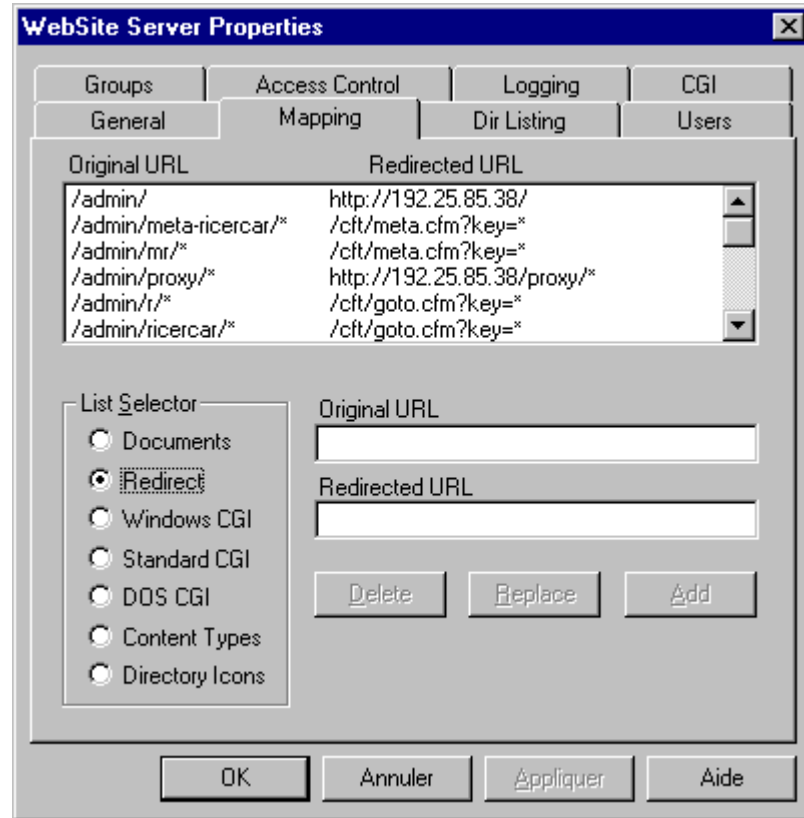 WebSite Server Properties
Groups Access Control Logging CGI
General Mapping Dir Listing Users
Original URL Redirected URL
/admin/ http://192.25.85.38/
/admin/meta-ricercar/* /cft/meta.cfm?key=*
/admin/mr/* /cft/meta.cfm?key=*
/admin/proxy/* http://192.25.85.38/proxy/*
/admin/r/* /cft/goto.cfm?key=*
/admin/ricercar/* /cft/goto.cfm?key=*
List Selector
Documents
Redirect
Windows CGI
Standard CGI
DOS CGI
Content Types
Directory Icons
Original URL
Redirected URL
Delete Replace Add
OK Annuler Appliquer Aide